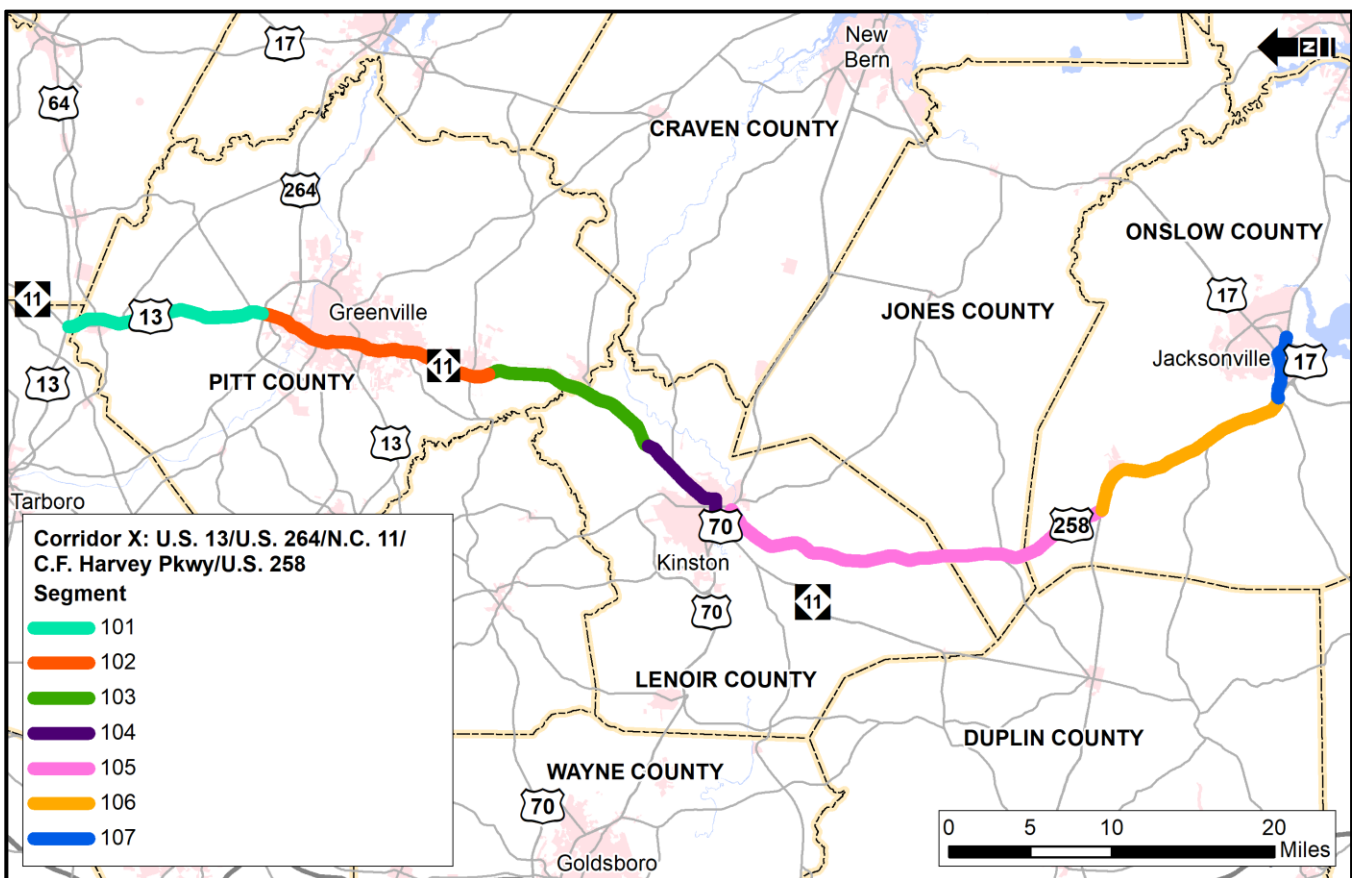 17
New
Bern
N
64
CRAVEN COUNTY
264
ONSLOW COUNTY
11
17
13
Greenville
JONES COUNTY
Jacksonville
17
11
PITT COUNTY
13
13
Tarboro
70
258
Kinston
11
70
LENOIR COUNTY
DUPLIN COUNTY
WAYNE COUNTY
70
Goldsboro
Corridor X: U.S. 13/U.S. 264/N.C. 11/
C.F. Harvey Pkwy/U.S. 258
Segment
101
102
103
104
105
106
107
0 5 10 20
Miles